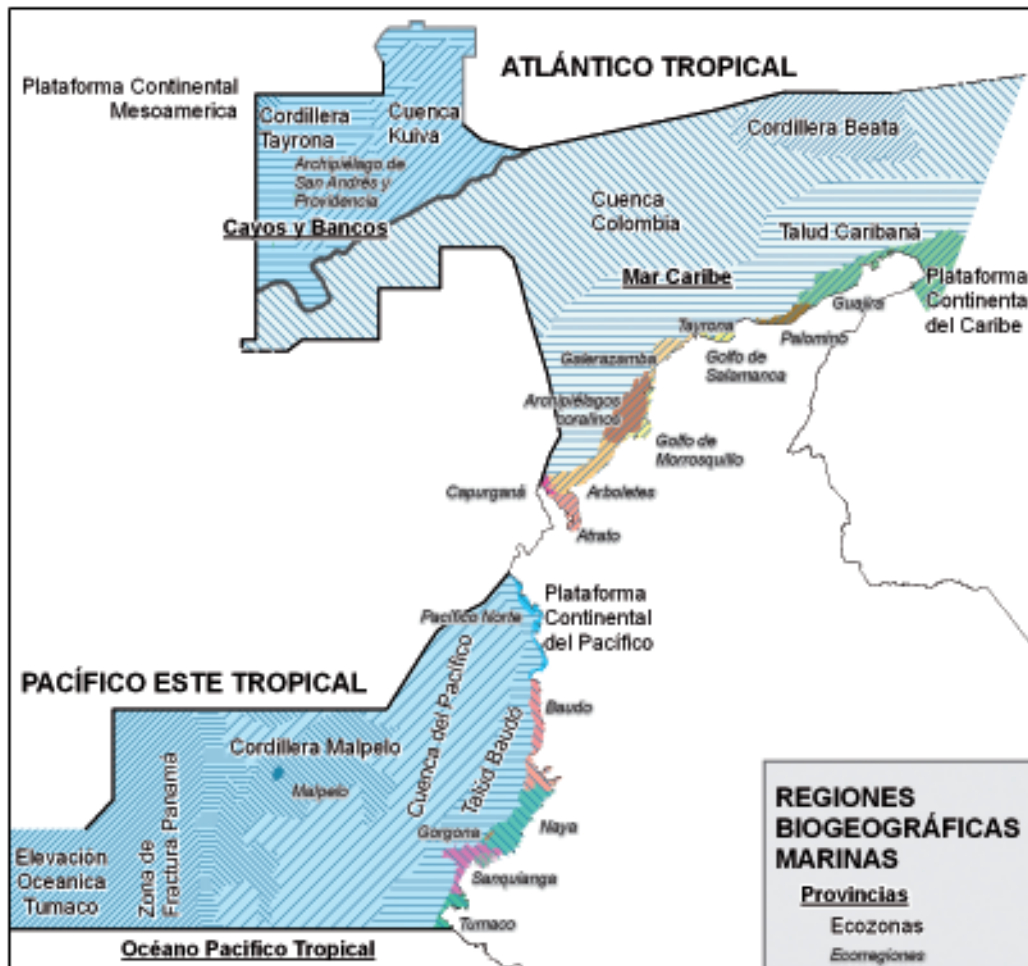 ATLÁNTICO TROPICAL
Plataforma Continental
Mesoamerica
Cordillera
Tayrona
Cuenca
Kuiva
Archipiélago de
San Andrés y
Providencia
Cayos y Bancos
Cordillera Beata
Cuenca
Colombia
Talud Caribaná
Mar Caribe
Plataforma
Continental
del Caribe
Guajira
Palomino
Tayrona
Golfo de
Salamanca
Galerazamba
Archipiélagos
coralinos
Golfo de
Morrosquillo
Capurganá
Arboletes
Atrato
Plataforma
Continental
del Pacífico
Pacífico Norte
PACÍFICO ESTE TROPICAL
Cuenca del Pacífico
Talud Baudó
Baudo
Cordillera Malpelo
Malpelo
Zona de
Fractura Panamá
Elevación
Oceanica
Tumaco
Gorgona
Naya
Sanquianga
Tumaco
Océano Pacifico Tropical
REGIONES
BIOGEOGRÁFICAS
MARINAS
Provincias
Ecozonas
Ecorregiones